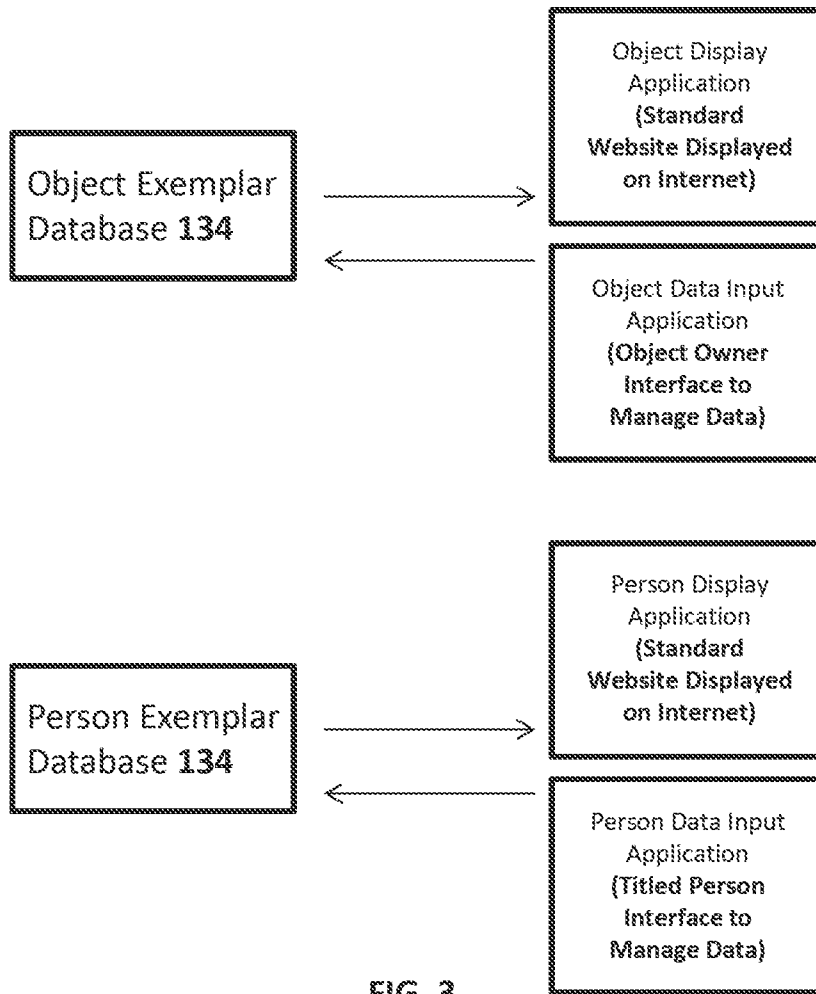 Object Exemplar
Database 134
Object Display
Application
(Standard
Website Displayed
on Internet)
Object Data Input
Application
(Object Owner
Interface to
Manage Data)
Person Exemplar
Database 134
Person Display
Application
(Standard
Website Displayed
on Internet)
Person Data Input
Application
(Titled Person
Interface to
Manage Data)
FIG. 3